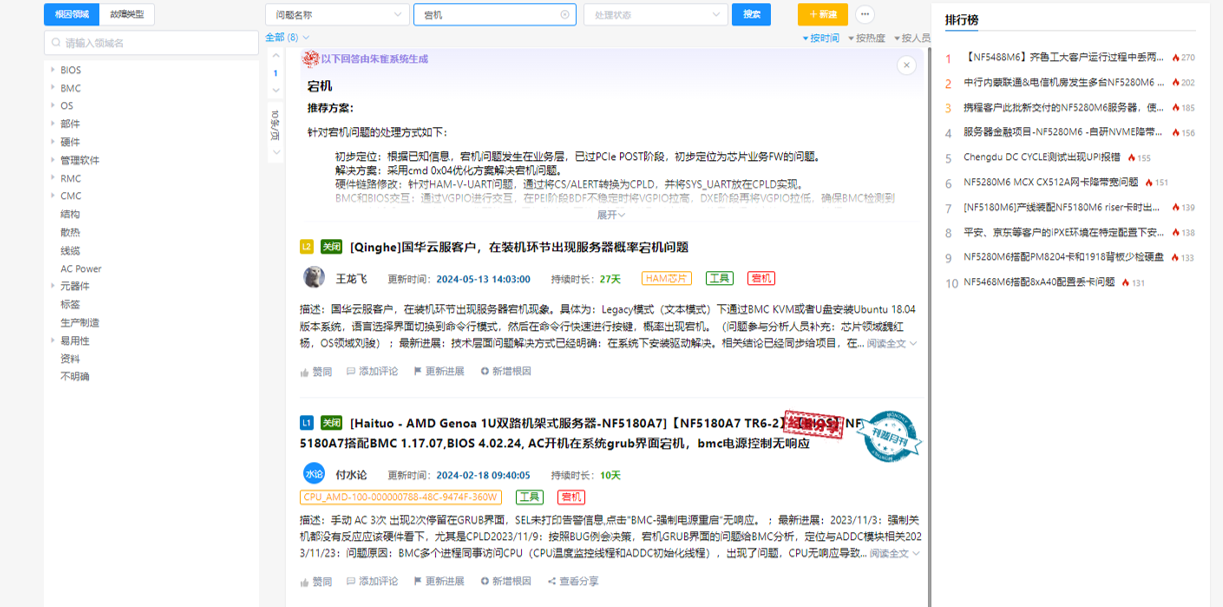 根因领域 故障类型
请输入领域名
BIOS
BMC
OS
部件
硬件
管理软件
RMC
CMC
结构
散热
线缆
AC Power
元器件
标签
生产制造
易用性
资料
不明确
问题名称 宕机 处理状态 搜索 +新建 ...
全部 (8) 按时间 按热度 按人员
1
10条/页
以下回答由朱雀系统生成
宕机
推荐方案：
针对宕机问题的处理方式如下：
初步定位：根据已知信息，宕机问题发生在业务层，已过PCIe POST阶段，初步定位为芯片业务FW的问题。
解决方案：采用cmd 0x04优化方案解决宕机问题。
硬件链路修改：针对HAM-V-UART问题，通过将CS/ALERT转换为CPLD，并将SYS_UART放在CPLD实现。
BMC和BIOS交互：通过VGPIO进行交互，在PEI阶段BDF不稳定时将VGPIO拉高，DXE阶段再将VGPIO拉低，确保BMC检测到
展开
L2 关闭 [Qinghe]国华云服客户，在装机环节出现服务器概率宕机问题
王龙飞 更新时间：2024-05-13 14:03:00 持续时长：27天 HAM芯片 工具 宕机
描述：国华云服客户，在装机环节出现服务器宕机现象。具体为：Legacy模式（文本模式）下通过BMC KVM或者U盘安装Ubuntu 18.04
版本系统，语言选择界面切换到命令行模式，然后在命令行快速进行按键，概率出现宕机。（问题参与分析人员补充：芯片领域魏红
杨，OS领域刘骏）；最新进展：技术层面问题解决方式已经明确：在系统下安装驱动解决。相关结论已经同步给项目，在... 阅读全文
赞同 添加评论 更新进展 新增根因
L1 关闭 [Haituo - AMD Genoa 1U双路机架式服务器-NF5180A7]【NF5180A7 TR6-2】【BIOS】NF
5180A7搭配BMC 1.17.07,BIOS 4.02.24, AC开机在系统grub界面宕机，bmc电源控制无响应
经典分享
刊首月刊
水论 付水论 更新时间：2024-02-18 09:40:05 持续时长：10天
CPU_AMD-100-000000788-48C-9474F-360W 工具 宕机
描述：手动 AC 3次 出现2次停留在GRUB界面，SEL未打印告警信息,点击"BMC-强制电源重启"无响应。；最新进展：2023/11/3：强制关
机都没有反应应该硬件看下，尤其是CPLD2023/11/9：按照BUG例会决策，宕机GRUB界面的问题给BMC分析，定位与ADDC模块相关202
3/11/23：问题原因：BMC多个进程同事访问CPU（CPU温度监控线程和ADDC初始化线程），出现了问题，CPU无响应导致... 阅读全文
赞同 添加评论 更新进展 新增根因 查看分享
排行榜
1 【NF5488M6】齐鲁工大客户运行过程中丢两... 270
2 中行内蒙联通&电信机房发生多台NF5280M6 ... 202
3 携程客户此批新交付的NF5280M6服务器，使... 185
4 服务器金融项目-NF5280M6 -自研NVME降带... 156
5 Chengdu DC CYCLE测试出现UPI报错 155
6 NF5280M6 MCX CX512A网卡降带宽问题 151
7 [NF5180M6]产线装配NF5180M6 riser卡时出... 139
8 平安、京东等客户的iPXE环境在特定配置下安... 138
9 NF5280M6搭配PM8204卡和1918背板少检硬盘 133
10 NF5468M6搭配8xA40配置丢卡问题 131